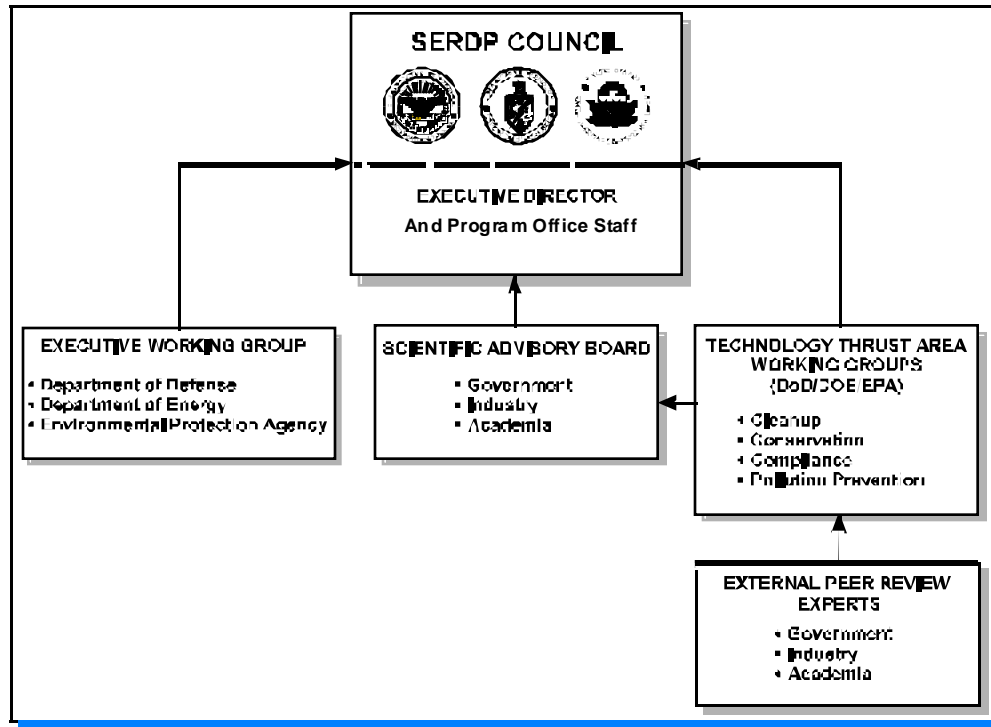 SERDP COUNCIL
EXECUTIVE DIRECTOR
And Program Office Staff
EXECUTIVE WORKING GROUP
• Department of Defense
• Department of Energy
• Environmental Protection Agency
SCIENTIFIC ADVISORY BOARD
• Government
• Industry
• Academia
TECHNOLOGY THRUST AREA
WORKING GROUPS
(DoD/DOE/EPA)
• Cleanup
• Conservation
• Compliance
• Pollution Prevention
EXTERNAL PEER REVIEW
EXPERTS
• Government
• Industry
• Academia